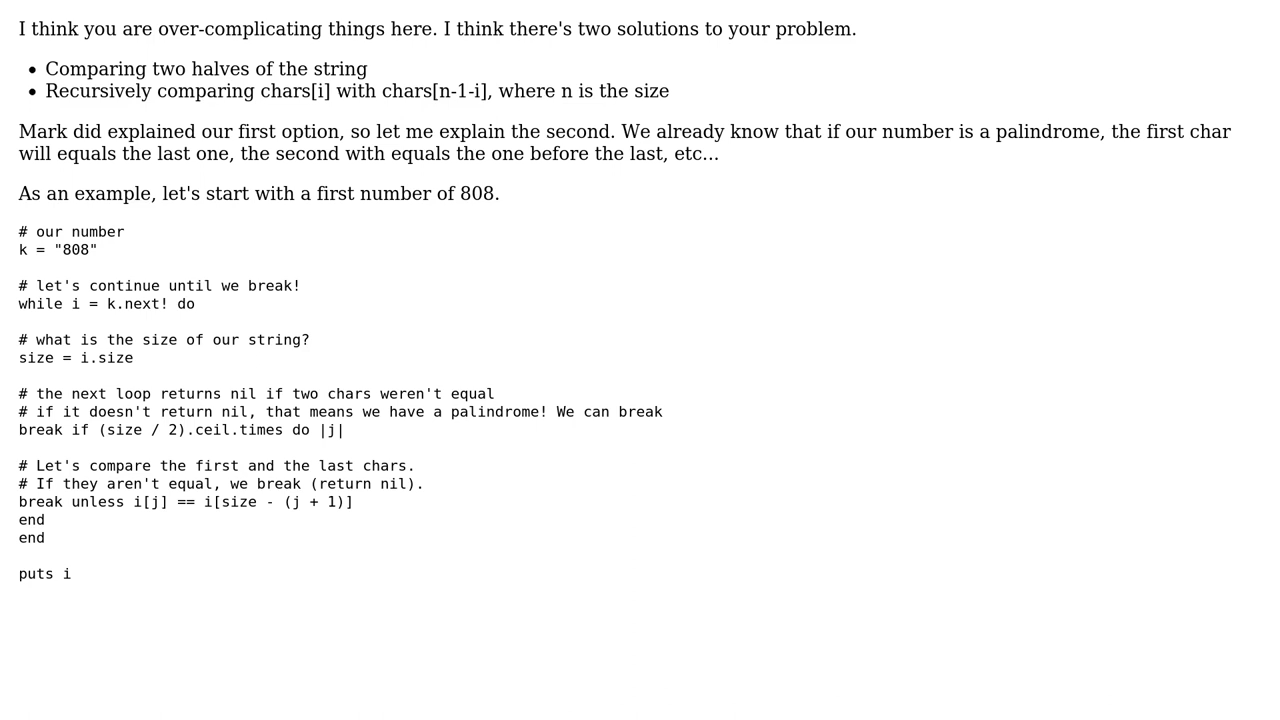 I think you are over-complicating things here. I think there's two solutions to your problem.
• Comparing two halves of the string
• Recursively comparing chars[i] with chars[n-1-i], where n is the size
Mark did explained our first option, so let me explain the second. We already know that if our number is a palindrome, the first char
will equals the last one, the second with equals the one before the last, etc...
As an example, let's start with a first number of 808.
# our number
k = "808"
# let's continue until we break!
while i = k.next! do
# what is the size of our string?
size = i.size
# the next loop returns nil if two chars weren't equal
# if it doesn't return nil, that means we have a palindrome! We can break
break if (size / 2).ceil.times do |j|
# Let's compare the first and the last chars.
# If they aren't equal, we break (return nil).
break unless i[j] == i[size - (j + 1)]
end
end
puts i